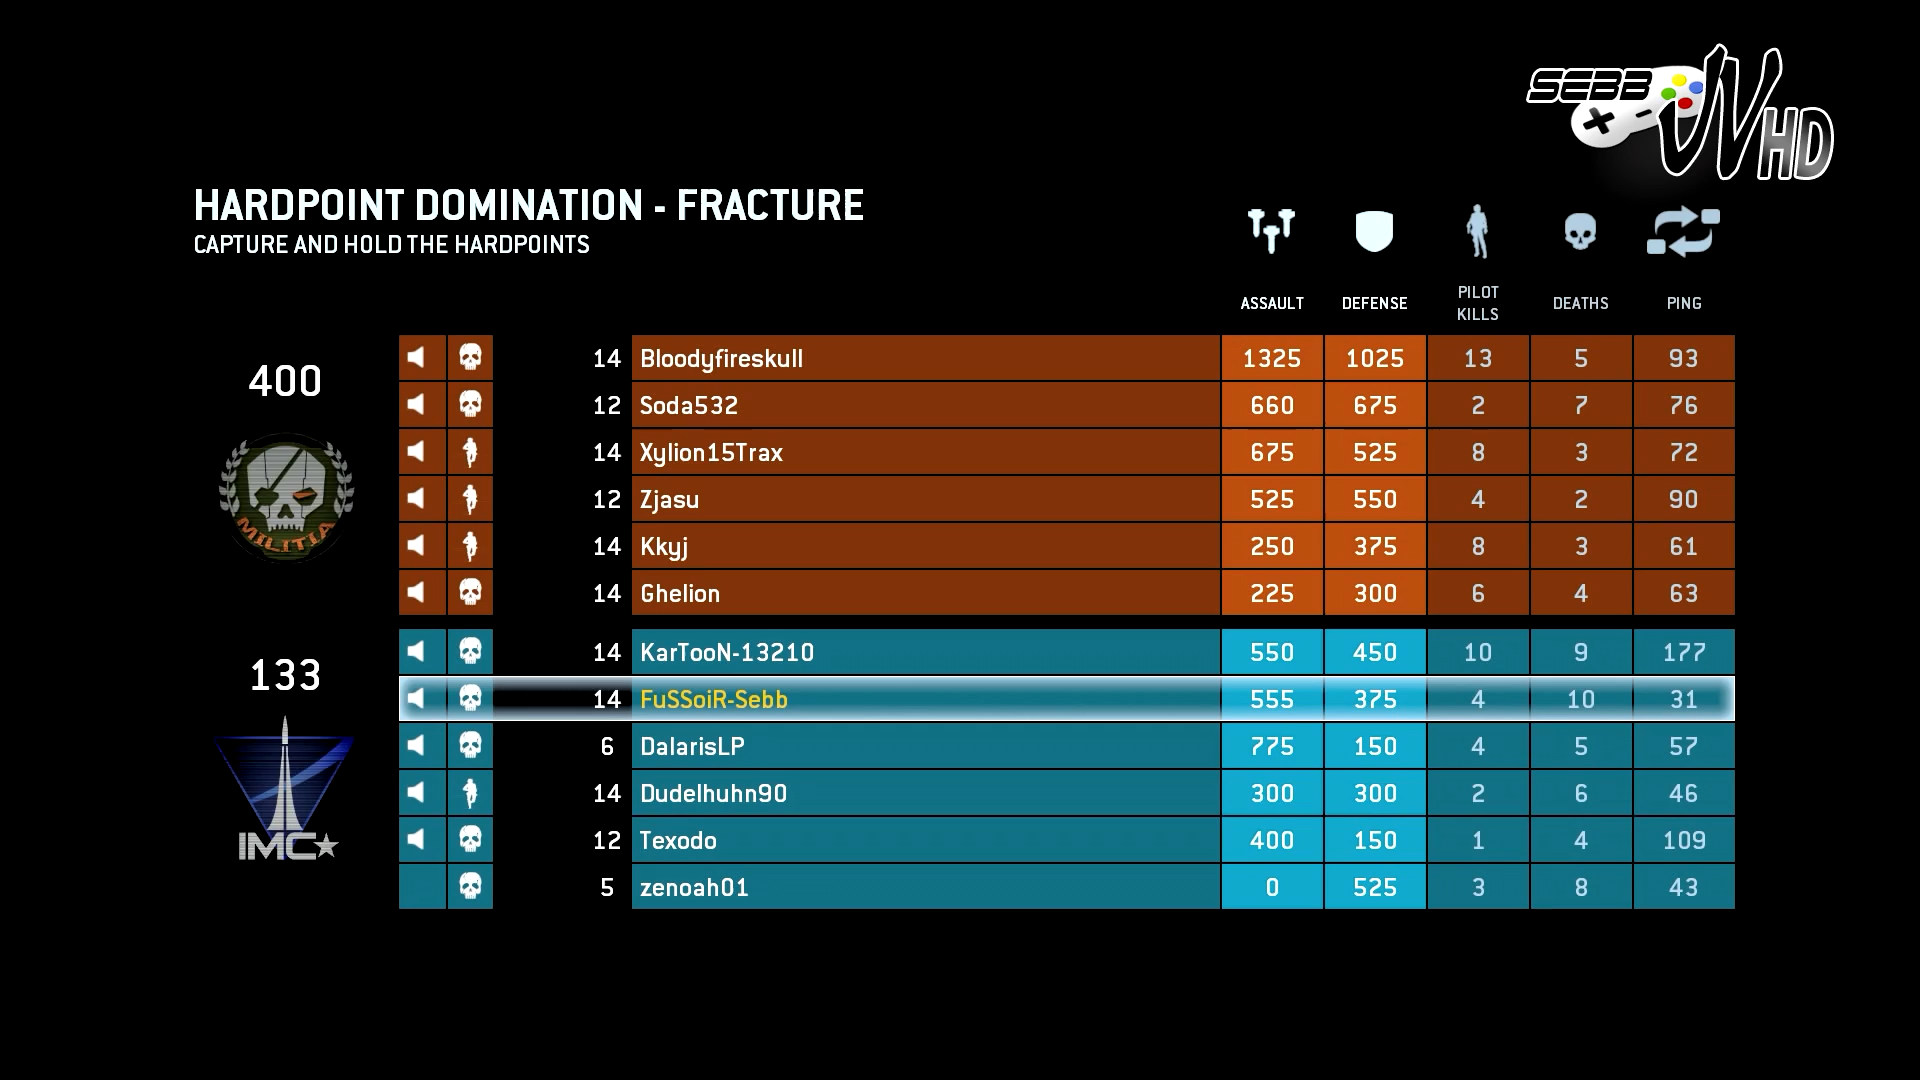 SEBB W HD
HARDPOINT DOMINATION - FRACTURE
CAPTURE AND HOLD THE HARDPOINTS
ASSAULT DEFENSE PILOT KILLS DEATHS PING
400
MILITIA
14 Bloodyfireskull 1325 1025 13 5 93
12 Soda532 660 675 2 7 76
14 Xylion15Trax 675 525 8 3 72
12 Zjasu 525 550 4 2 90
14 Kkyj 250 375 8 3 61
14 Ghelion 225 300 6 4 63
133
IMC
14 KarTooN-13210 550 450 10 9 177
14 FuSSoiR-Sebb 555 375 4 10 31
6 DalarisLP 775 150 4 5 57
14 Dudelhuhn90 300 300 2 6 46
12 Texodo 400 150 1 4 109
5 zenoah01 0 525 3 8 43